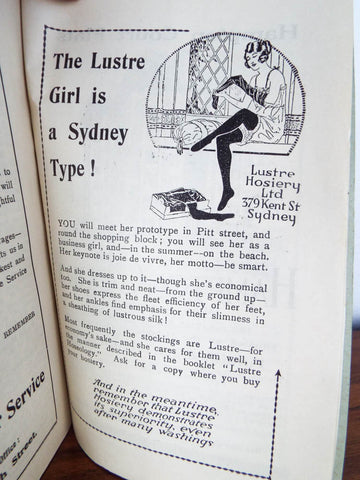 The Lustre
Girl is
a Sydney
Type !
Lustre
Hosiery
Ltd
379 Kent St
Sydney
YOU will meet her prototype in Pitt street, and
round the shopping block; you will see her as a
business girl, and—in the summer—on the beach.
Her keynote is joie de vivre, her motto—be smart.
And she dresses up to it—though she's economical
too. She is trim and neat—from the ground up—
her shoes express the fleet efficiency of her feet,
and her ankles find emphasis for their slimness in
a sheathing of lustrous silk!
Most frequently the stockings are Lustre—for
economy's sake—and she cares for them well, in
the manner described in the booklet "Lustre
Hoseology." Ask for a copy where you buy
your hosiery.
And in the meantime,
remember that Lustre
Hosiery demonstrates
its superiority, even
after many washings
to
will
htful
ages—
ket and
e Service
REMEMBER
Service
ffice :
Street.